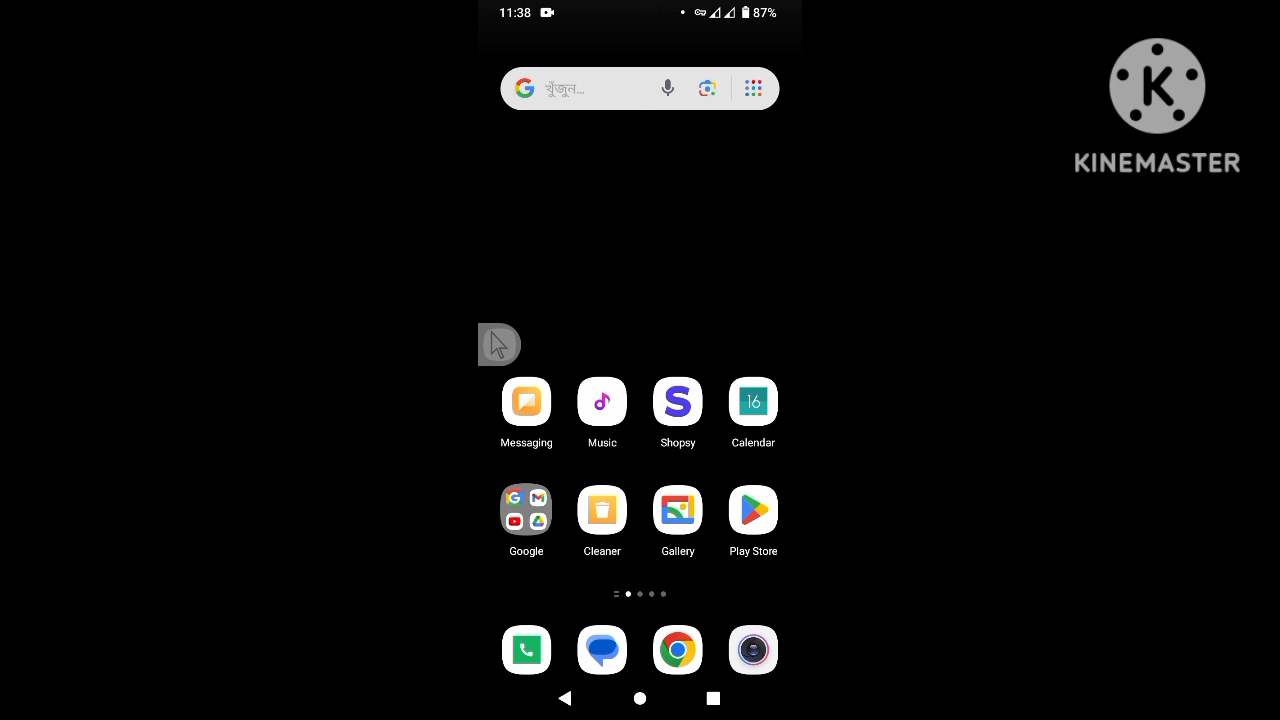 11:38
87%
খুঁজুন...
KINEMASTER
Messaging
Music
Shopsy
Calendar
16
Google
Cleaner
Gallery
Play Store